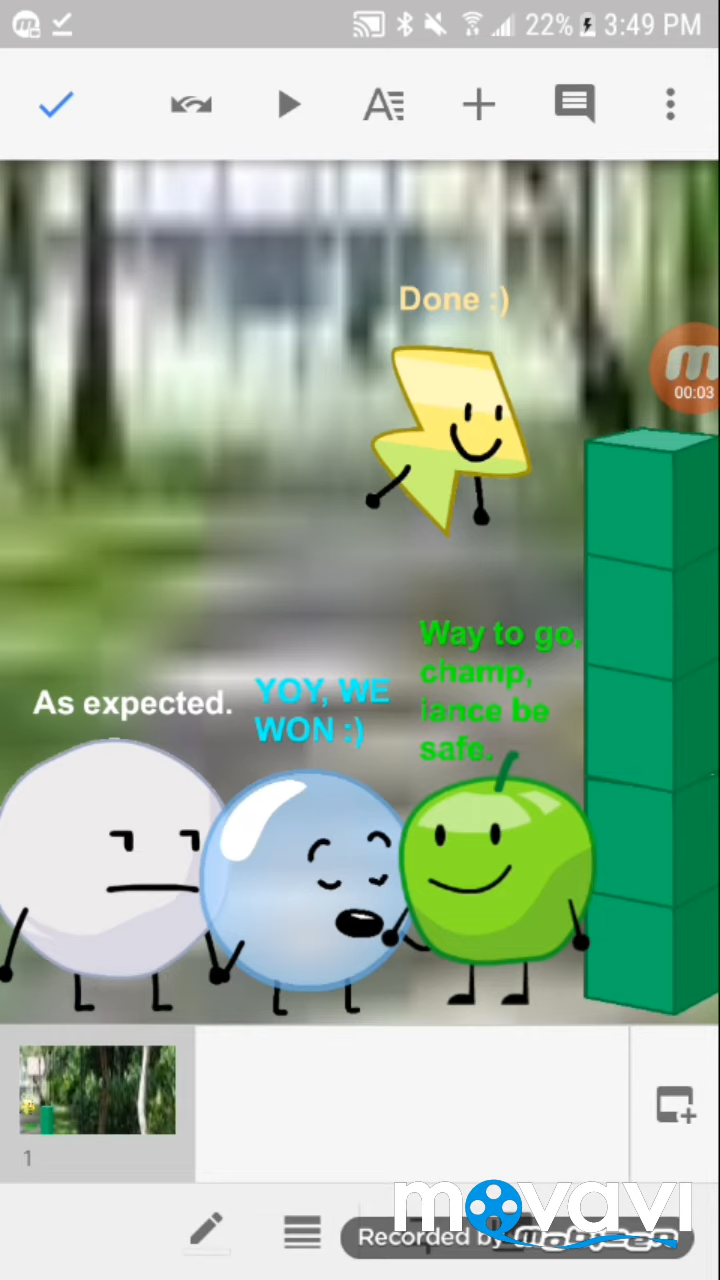 22% 3:49 PM
Done :)
00:03
Way to go,
champ,
iance be
safe.
As expected.
YOY, WE
WON :)
1
movavi
Recorded by
mobizen